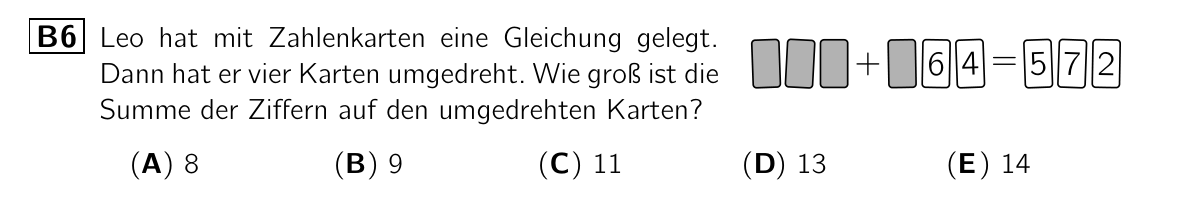 B6 Leo hat mit Zahlenkarten eine Gleichung gelegt.
Dann hat er vier Karten umgedreht. Wie groß ist die
Summe der Ziffern auf den umgedrehten Karten?
+ 6 4 = 5 7 2
(A) 8 (B) 9 (C) 11 (D) 13 (E) 14